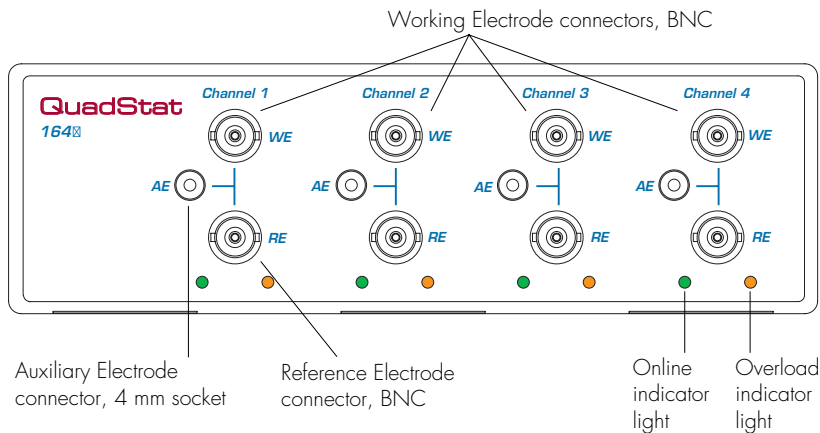 Working Electrode connectors, BNC
Channel 1
Channel 2
Channel 3
Channel 4
QuadStat
164
WE
WE
WE
WE
AE
AE
AE
AE
RE
RE
RE
RE
Auxiliary Electrode
connector, 4 mm socket
Reference Electrode
connector, BNC
Online
indicator
light
Overload
indicator
light